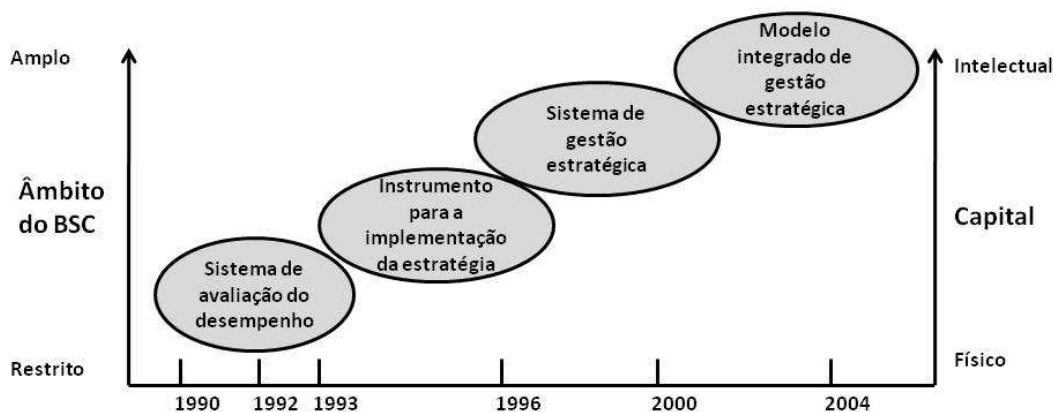 Amplo
Âmbito
do BSC
Restrito
Sistema de
avaliação do
desempenho
Instrumento
para a
implementação
da estratégia
Sistema de
gestão
estratégica
Modelo
integrado de
gestão
estratégica
Intelectual
Capital
Físico
1990
1992
1993
1996
2000
2004